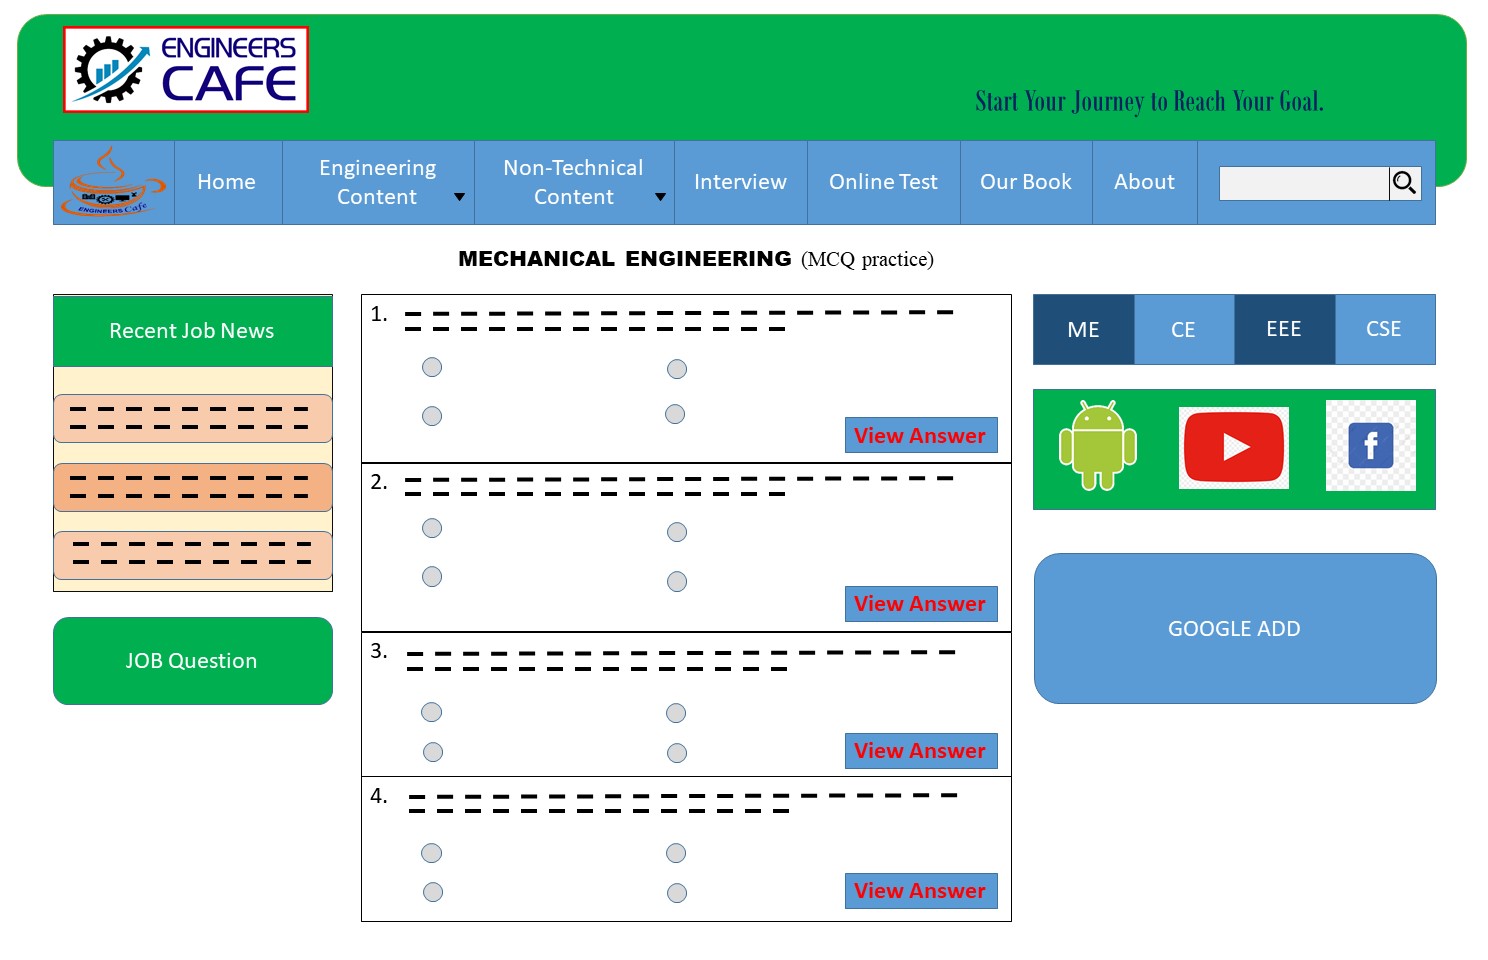 ENGINEERS
CAFE
Start Your Journey to Reach Your Goal.
ENGINEERS Cafe
Home
Engineering
Content
Non-Technical
Content
Interview
Online Test
Our Book
About
MECHANICAL ENGINEERING (MCQ practice)
Recent Job News
JOB Question
1.
View Answer
2.
View Answer
3.
View Answer
4.
View Answer
ME
CE
EEE
CSE
f
GOOGLE ADD